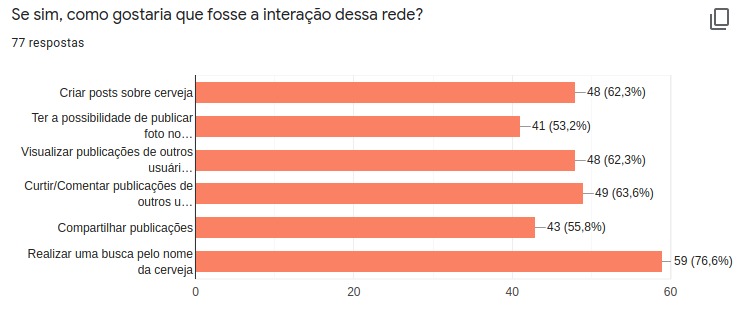 Se sim, como gostaria que fosse a interação dessa rede?
77 respostas
Criar posts sobre cerveja
48 (62,3%)
Ter a possibilidade de publicar
foto no…
41 (53,2%)
Visualizar publicações de outros
usuári…
48 (62,3%)
Curtir/Comentar publicações de
outros u…
49 (63,6%)
Compartilhar publicações
43 (55,8%)
Realizar uma busca pelo nome
da cerveja
59 (76,6%)
0
20
40
60